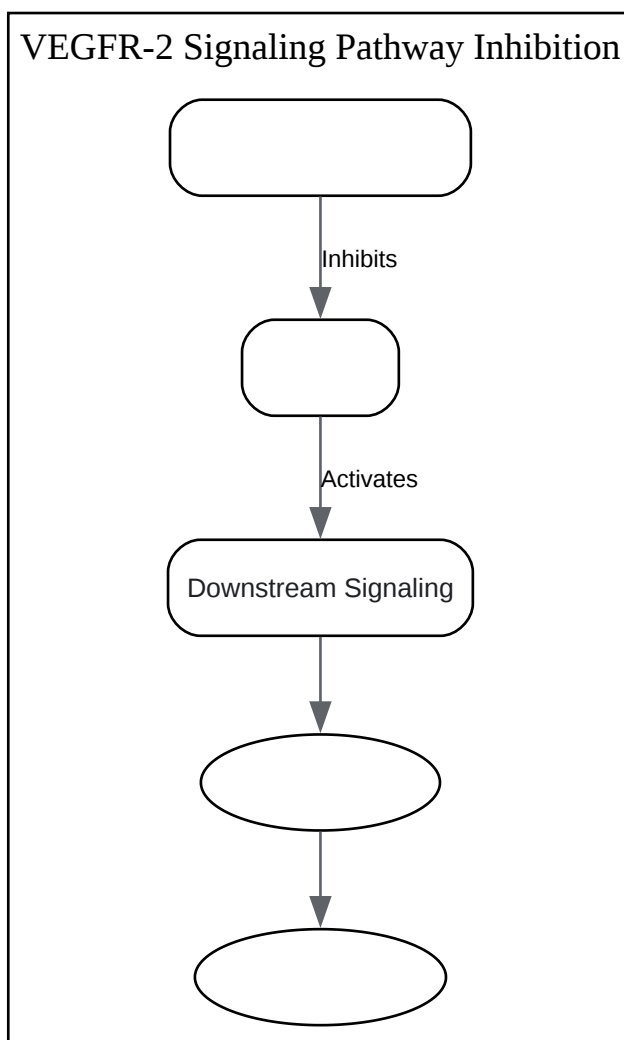 VEGFR-2 Signaling Pathway Inhibition
Inhibits
Activates
Downstream Signaling